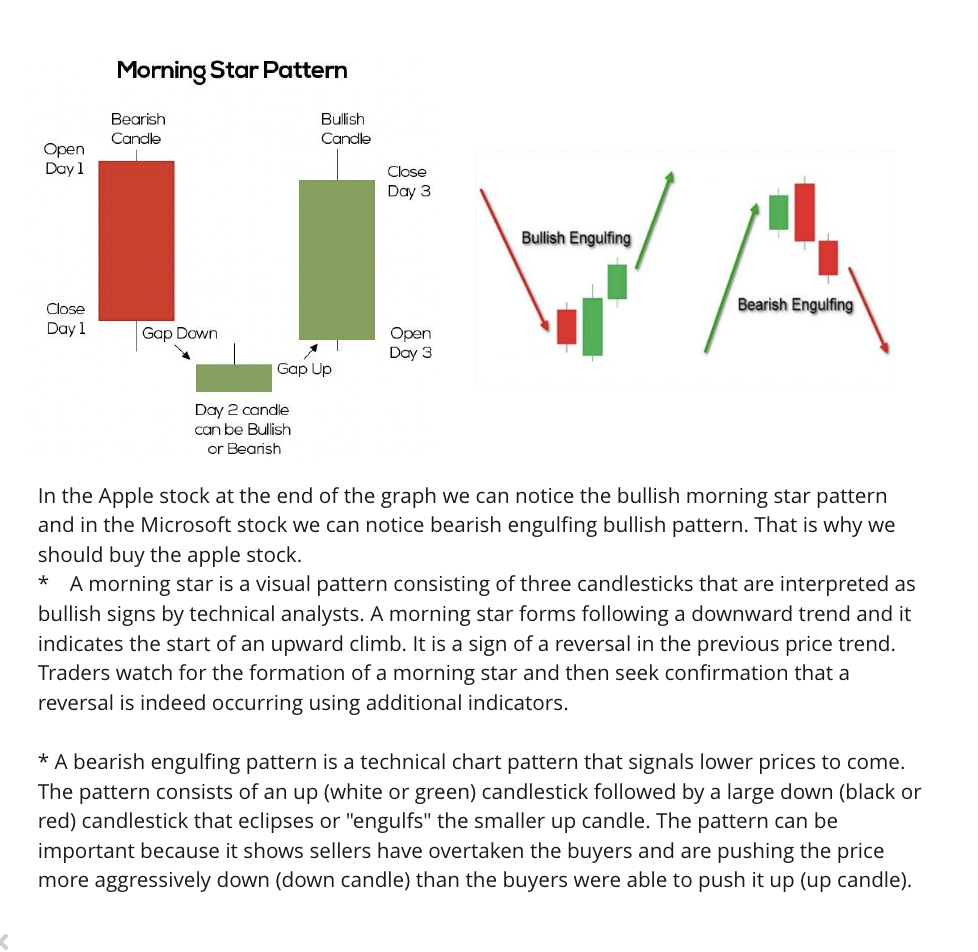 Morning Star Pattern
Bearish
Candle
Bullish
Candle
Open
Day 1
Close
Day 3
Bullish Engulfing
Bearish Engulfing
Close
Day 1
Gap Down
Open
Day 3
Gap Up
Day 2 candle
can be Bullish
or Bearish
In the Apple stock at the end of the graph we can notice the bullish morning star pattern
and in the Microsoft stock we can notice bearish engulfing bullish pattern. That is why we
should buy the apple stock.
* A morning star is a visual pattern consisting of three candlesticks that are interpreted as
bullish signs by technical analysts. A morning star forms following a downward trend and it
indicates the start of an upward climb. It is a sign of a reversal in the previous price trend.
Traders watch for the formation of a morning star and then seek confirmation that a
reversal is indeed occurring using additional indicators.
* A bearish engulfing pattern is a technical chart pattern that signals lower prices to come.
The pattern consists of an up (white or green) candlestick followed by a large down (black or
red) candlestick that eclipses or "engulfs" the smaller up candle. The pattern can be
important because it shows sellers have overtaken the buyers and are pushing the price
more aggressively down (down candle) than the buyers were able to push it up (up candle).